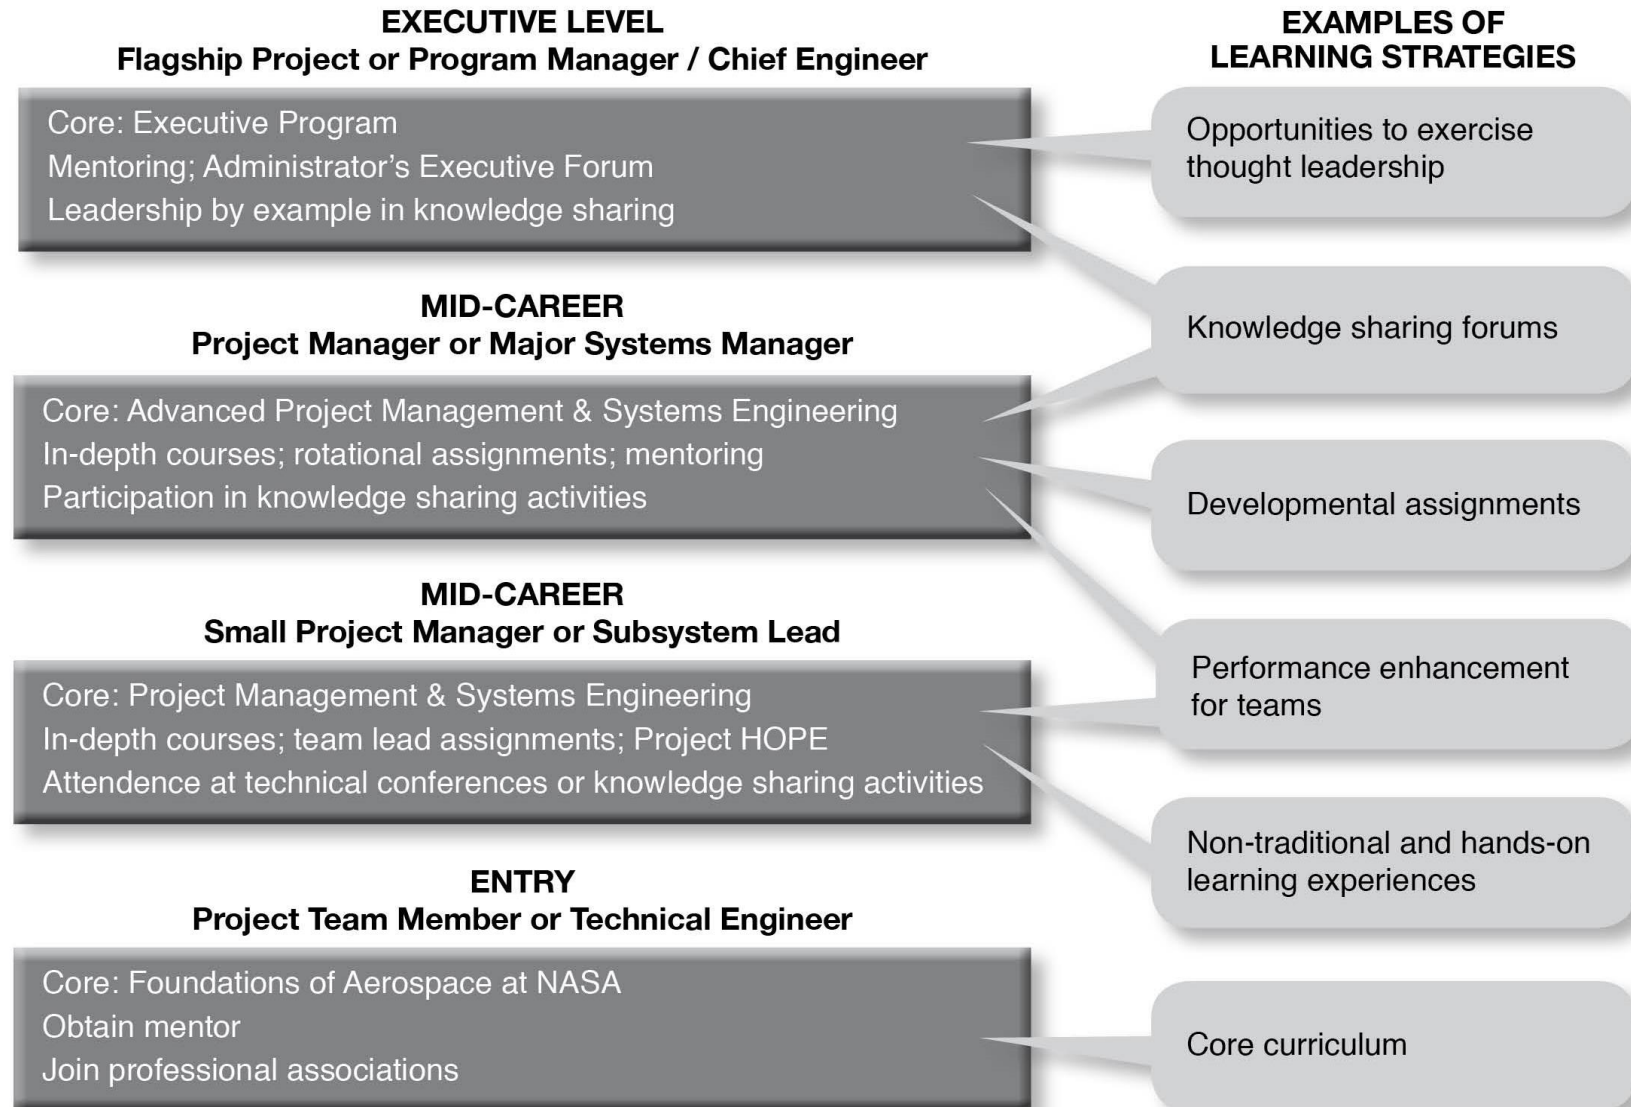 EXECUTIVE LEVEL
Flagship Project or Program Manager / Chief Engineer
Core: Executive Program
Mentoring; Administrator's Executive Forum
Leadership by example in knowledge sharing
MID-CAREER
Project Manager or Major Systems Manager
Core: Advanced Project Management & Systems Engineering
In-depth courses; rotational assignments; mentoring
Participation in knowledge sharing activities
MID-CAREER
Small Project Manager or Subsystem Lead
Core: Project Management & Systems Engineering
In-depth courses; team lead assignments; Project HOPE
Attendence at technical conferences or knowledge sharing activities
ENTRY
Project Team Member or Technical Engineer
Core: Foundations of Aerospace at NASA
Obtain mentor
Join professional associations
EXAMPLES OF
LEARNING STRATEGIES
Opportunities to exercise
thought leadership
Knowledge sharing forums
Developmental assignments
Performance enhancement
for teams
Non-traditional and hands-on
learning experiences
Core curriculum